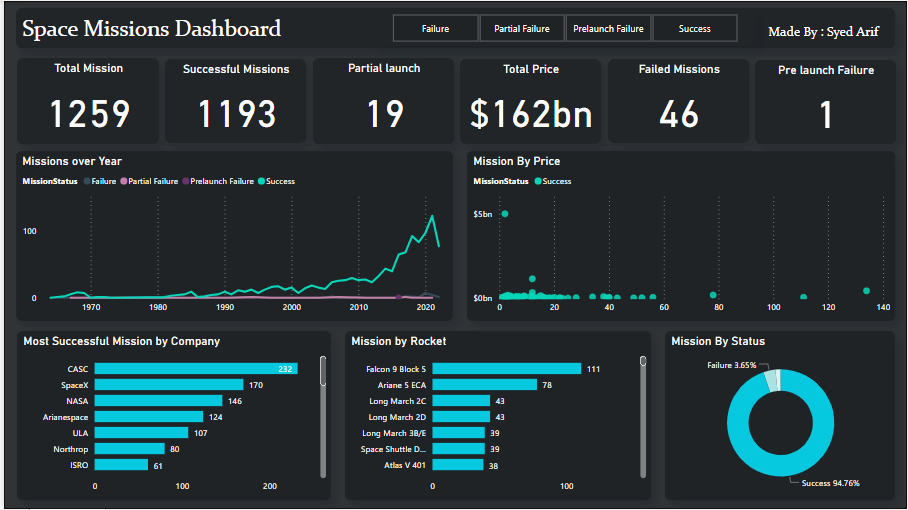 Space Missions Dashboard
Failure
Partial Failure
Prelaunch Failure
Success
Made By : Syed Arif
Total Mission
1259
Successful Missions
1193
Partial launch
19
Total Price
$162bn
Failed Missions
46
Pre launch Failure
1
Missions over Year
MissionStatus Failure Partial Failure Prelaunch Failure Success
100
0
1970 1980 1990 2000 2010 2020
Mission By Price
MissionStatus Success
$5bn
$0bn
0 20 40 60 80 100 120 140
Most Successful Mission by Company
CASC 232
SpaceX 170
NASA 146
Arianespace 124
ULA 107
Northrop 80
ISRO 61
0 100 200
Mission by Rocket
Falcon 9 Block 5 111
Ariane 5 ECA 78
Long March 2C 43
Long March 2D 43
Long March 3B/E 39
Space Shuttle D... 39
Atlas V 401 38
0 100
Mission By Status
Failure 3.65%
Success 94.76%